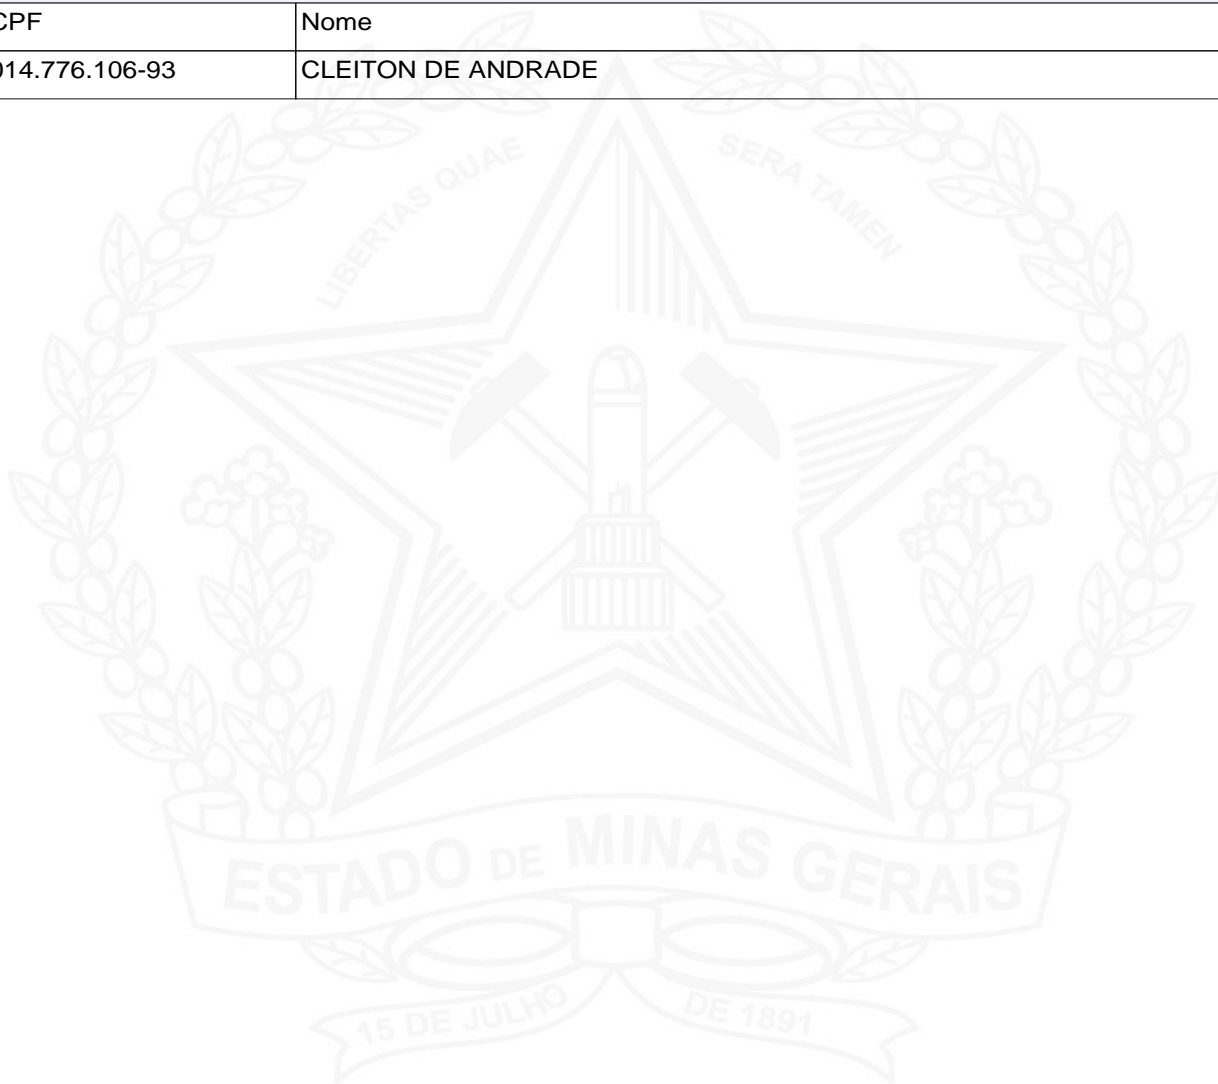 CPF Nome
014.776.106-93 CLEITON DE ANDRADE
LIBERTAS QUAE SERA TAMEN
ESTADO DE MINAS GERAIS
15 DE JULHO DE 1891